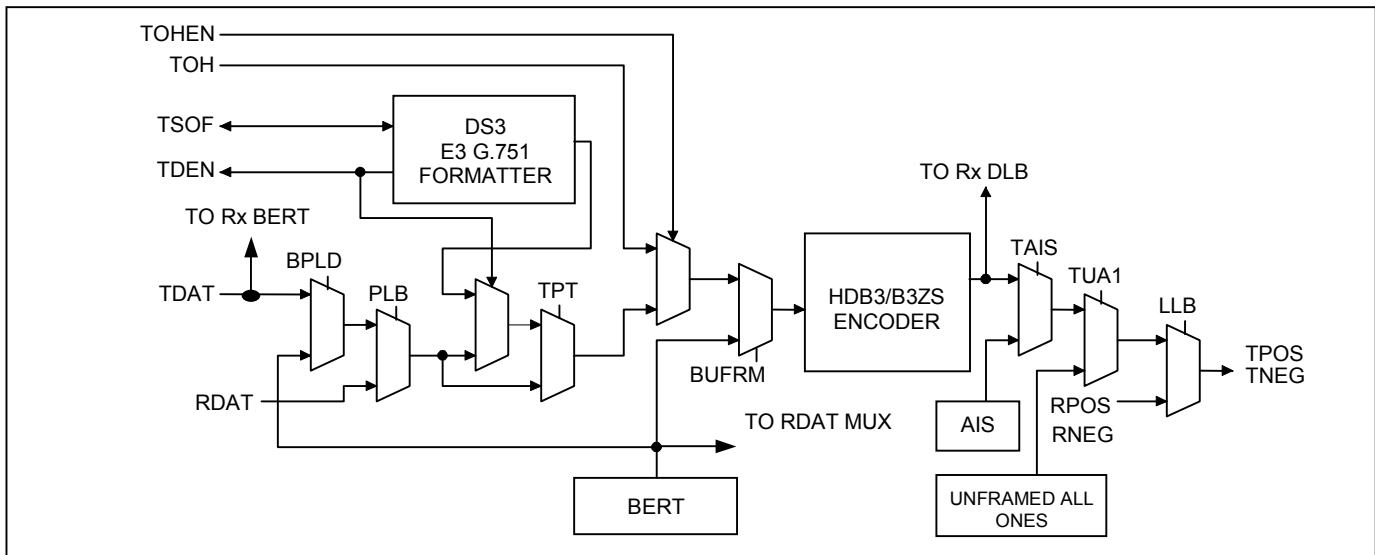 TOHEN
TOH
TSOF
DS3
E3 G.751
FORMATTER
TDEN
TO Rx BERT
TO Rx DLB
BPLD
TDAT
PLB
TPT
HDB3/B3ZS
ENCODER
TAIS
TUA1
LLB
TPOS
TNEG
BUFRM
RDAT
TO RDAT MUX
AIS
RPOS
RNEG
BERT
UNFRAMED ALL
ONES